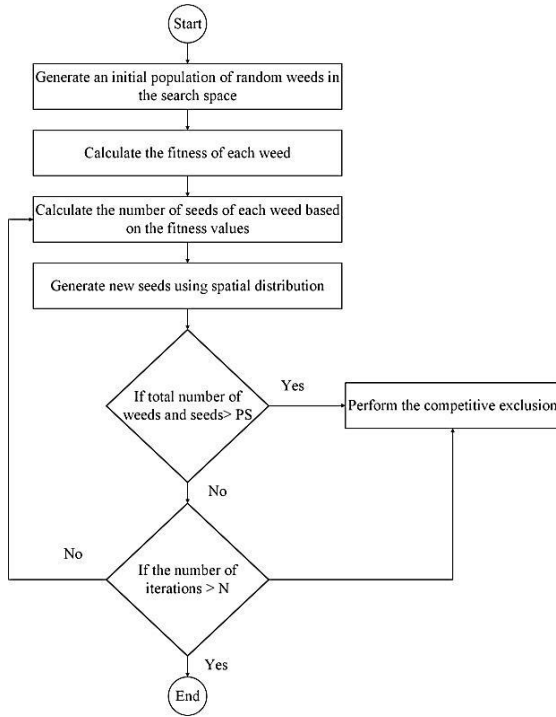 Start
Generate an initial population of random weeds in
the search space
Calculate the fitness of each weed
Calculate the number of seeds of each weed based
on the fitness values
Generate new seeds using spatial distribution
If total number of
weeds and seeds> PS
Yes
Perform the competitive exclusion
No
If the number of
iterations > N
No
Yes
End